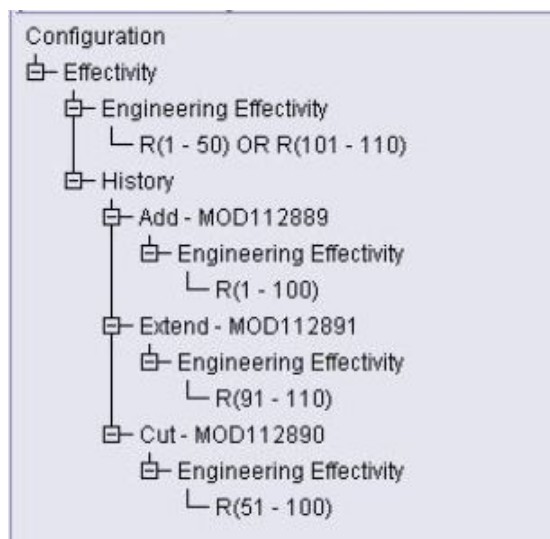 Configuration
Effectivity
Engineering Effectivity
R(1 - 50) OR R(101 - 110)
History
Add - MOD112889
Engineering Effectivity
R(1 - 100)
Extend - MOD112891
Engineering Effectivity
R(91 - 110)
Cut - MOD112890
Engineering Effectivity
R(51 - 100)